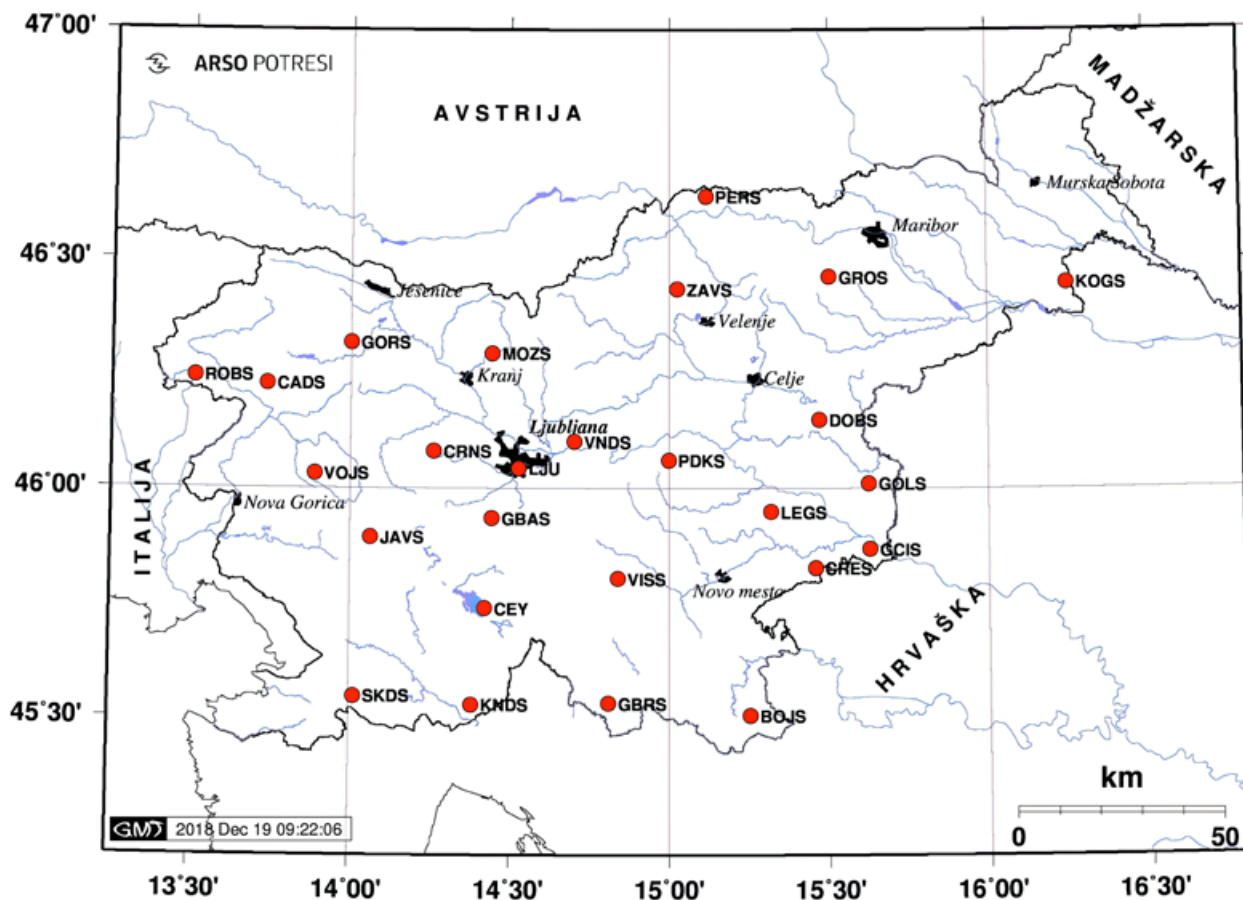 47°00'
ARSO POTRESI
AVSTRIJA
MADŽARSKA
Murska Sobota
PERS
Maribor
46°30'
GROS
KOGS
ZAVS
Jesenice
Velenje
GORS
MOZS
Kranj
ROBS
CADS
Celje
DOBS
Ljubljana
VNDS
CRNS
LJU
PDKS
VOJS
46°00'
GOLS
Nova Gorica
LEGS
GBAS
ITALIJA
JAVS
GCIS
CRES
VISS
Novo mesto
CEY
HRVAŠKA
SKDS
KNDS
GBRS
45°30'
BOJS
km
0 50
GMT 2018 Dec 19 09:22:06
13°30' 14°00' 14°30' 15°00' 15°30' 16°00' 16°30'